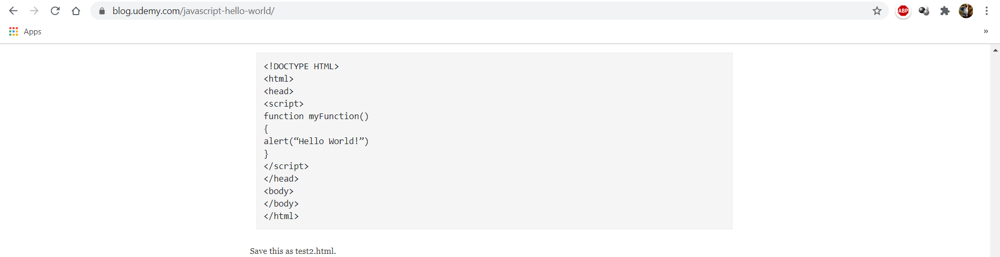 blog.udemy.com/javascript-hello-world/
ABP
Apps
»
<!DOCTYPE HTML>
<html>
<head>
<script>
function myFunction()
{
alert(“Hello World!”)
}
</script>
</head>
<body>
</body>
</html>
Save this as test2.html.